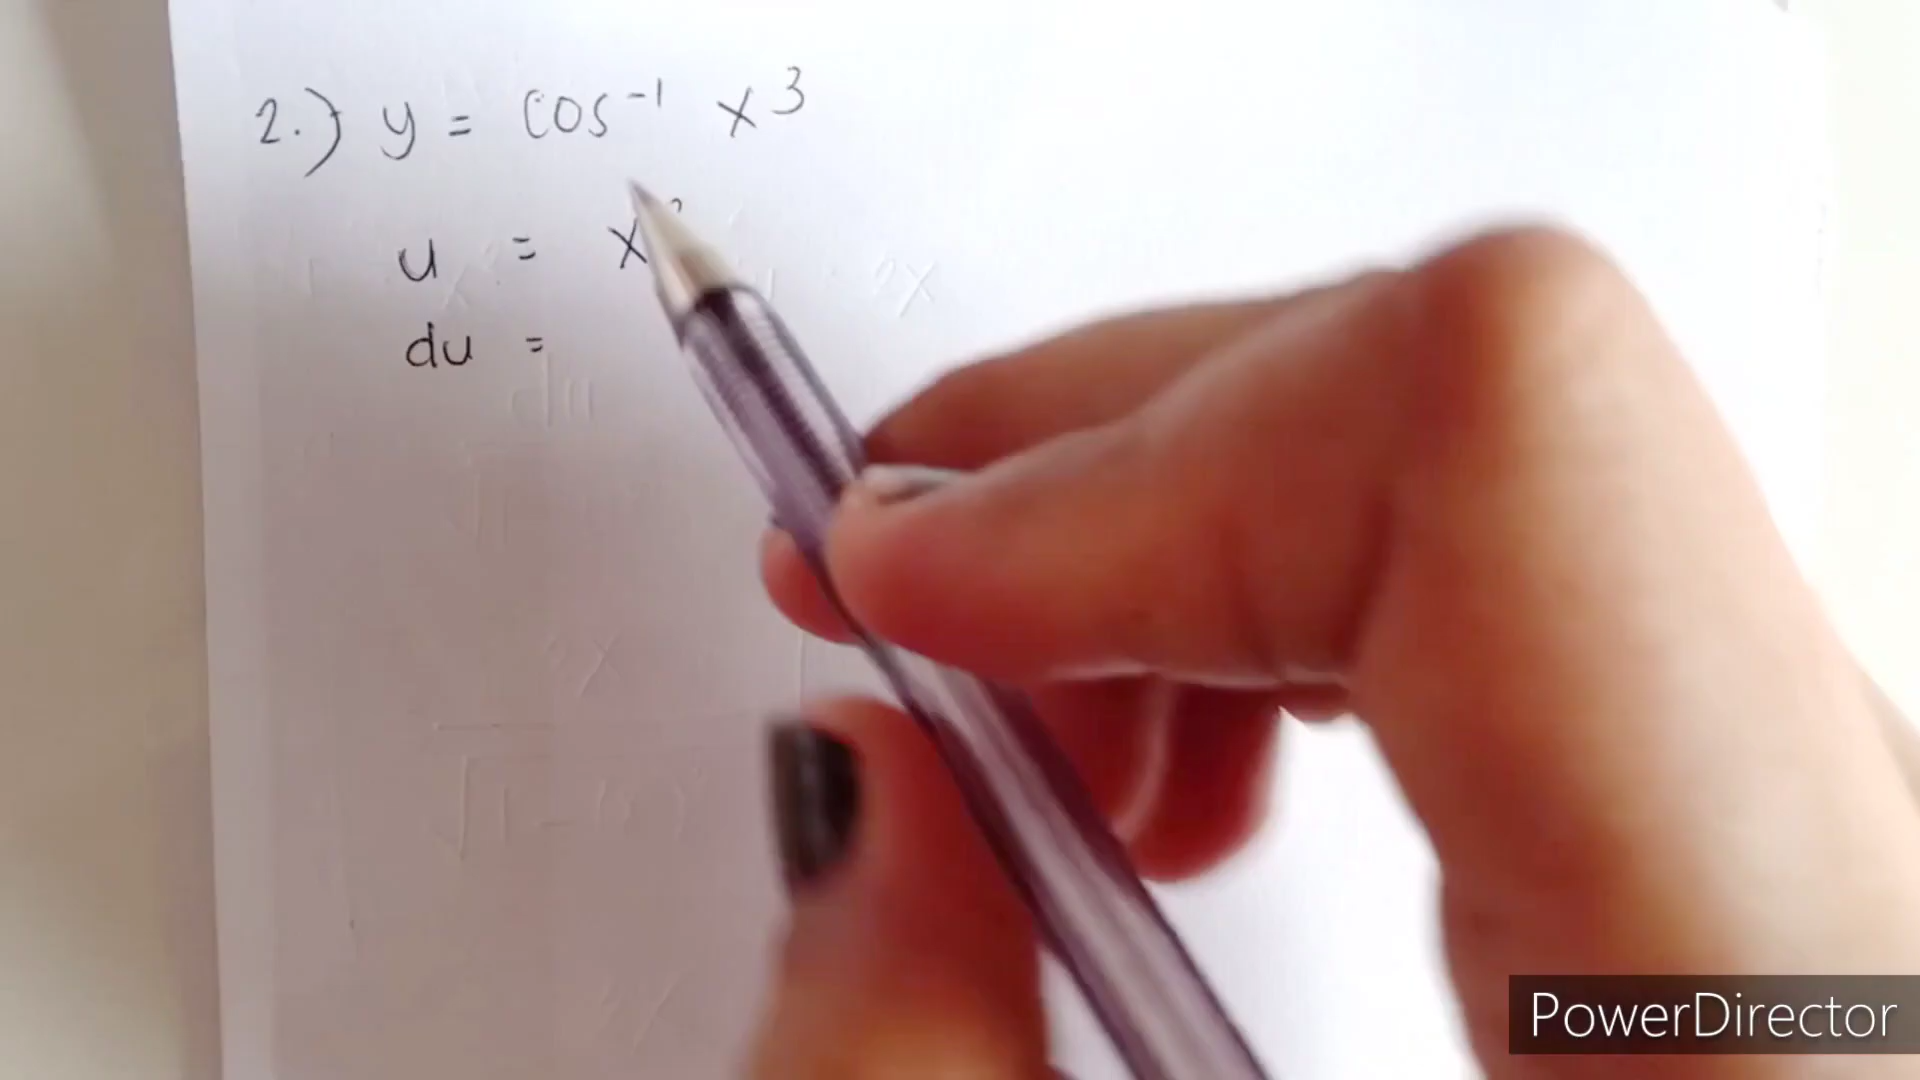 2.) y = cos⁻¹ x³
u = x
du =
PowerDirector